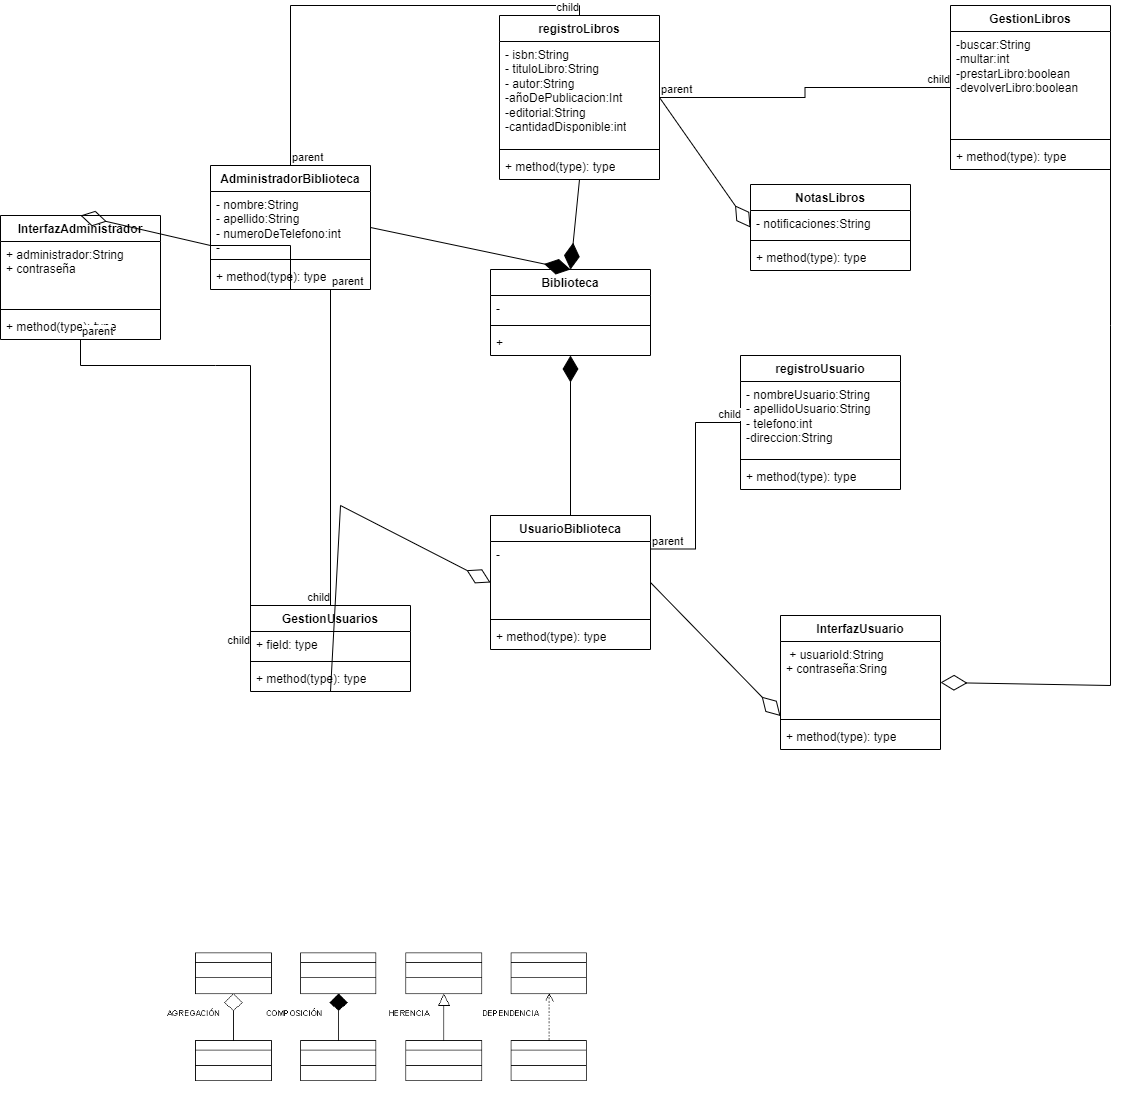 child
registroLibros
- isbn:String
- tituloLibro:String
- autor:String
-añoDePublicacion:Int
-editorial:String
-cantidadDisponible:int
+ method(type): type
parent
child
GestionLibros
-buscar:String
-multar:int
-prestarLibro:boolean
-devolverLibro:boolean
+ method(type): type
parent
AdministradorBiblioteca
- nombre:String
- apellido:String
- numeroDeTelefono:int
-
+ method(type): type
parent
NotasLibros
- notificaciones:String
+ method(type): type
InterfazAdministrador
+ administrador:String
+ contraseña
+ method(type): type
parent
Biblioteca
-
+
registroUsuario
- nombreUsuario:String
- apellidoUsuario:String
- telefono:int
-direccion:String
+ method(type): type
child
UsuarioBiblioteca
-
+ method(type): type
parent
child
child
GestionUsuarios
+ field: type
+ method(type): type
InterfazUsuario
+ usuarioId:String
+ contraseña:Sring
+ method(type): type
AGREGACIÓN
COMPOSICIÓN
HERENCIA
DEPENDENCIA